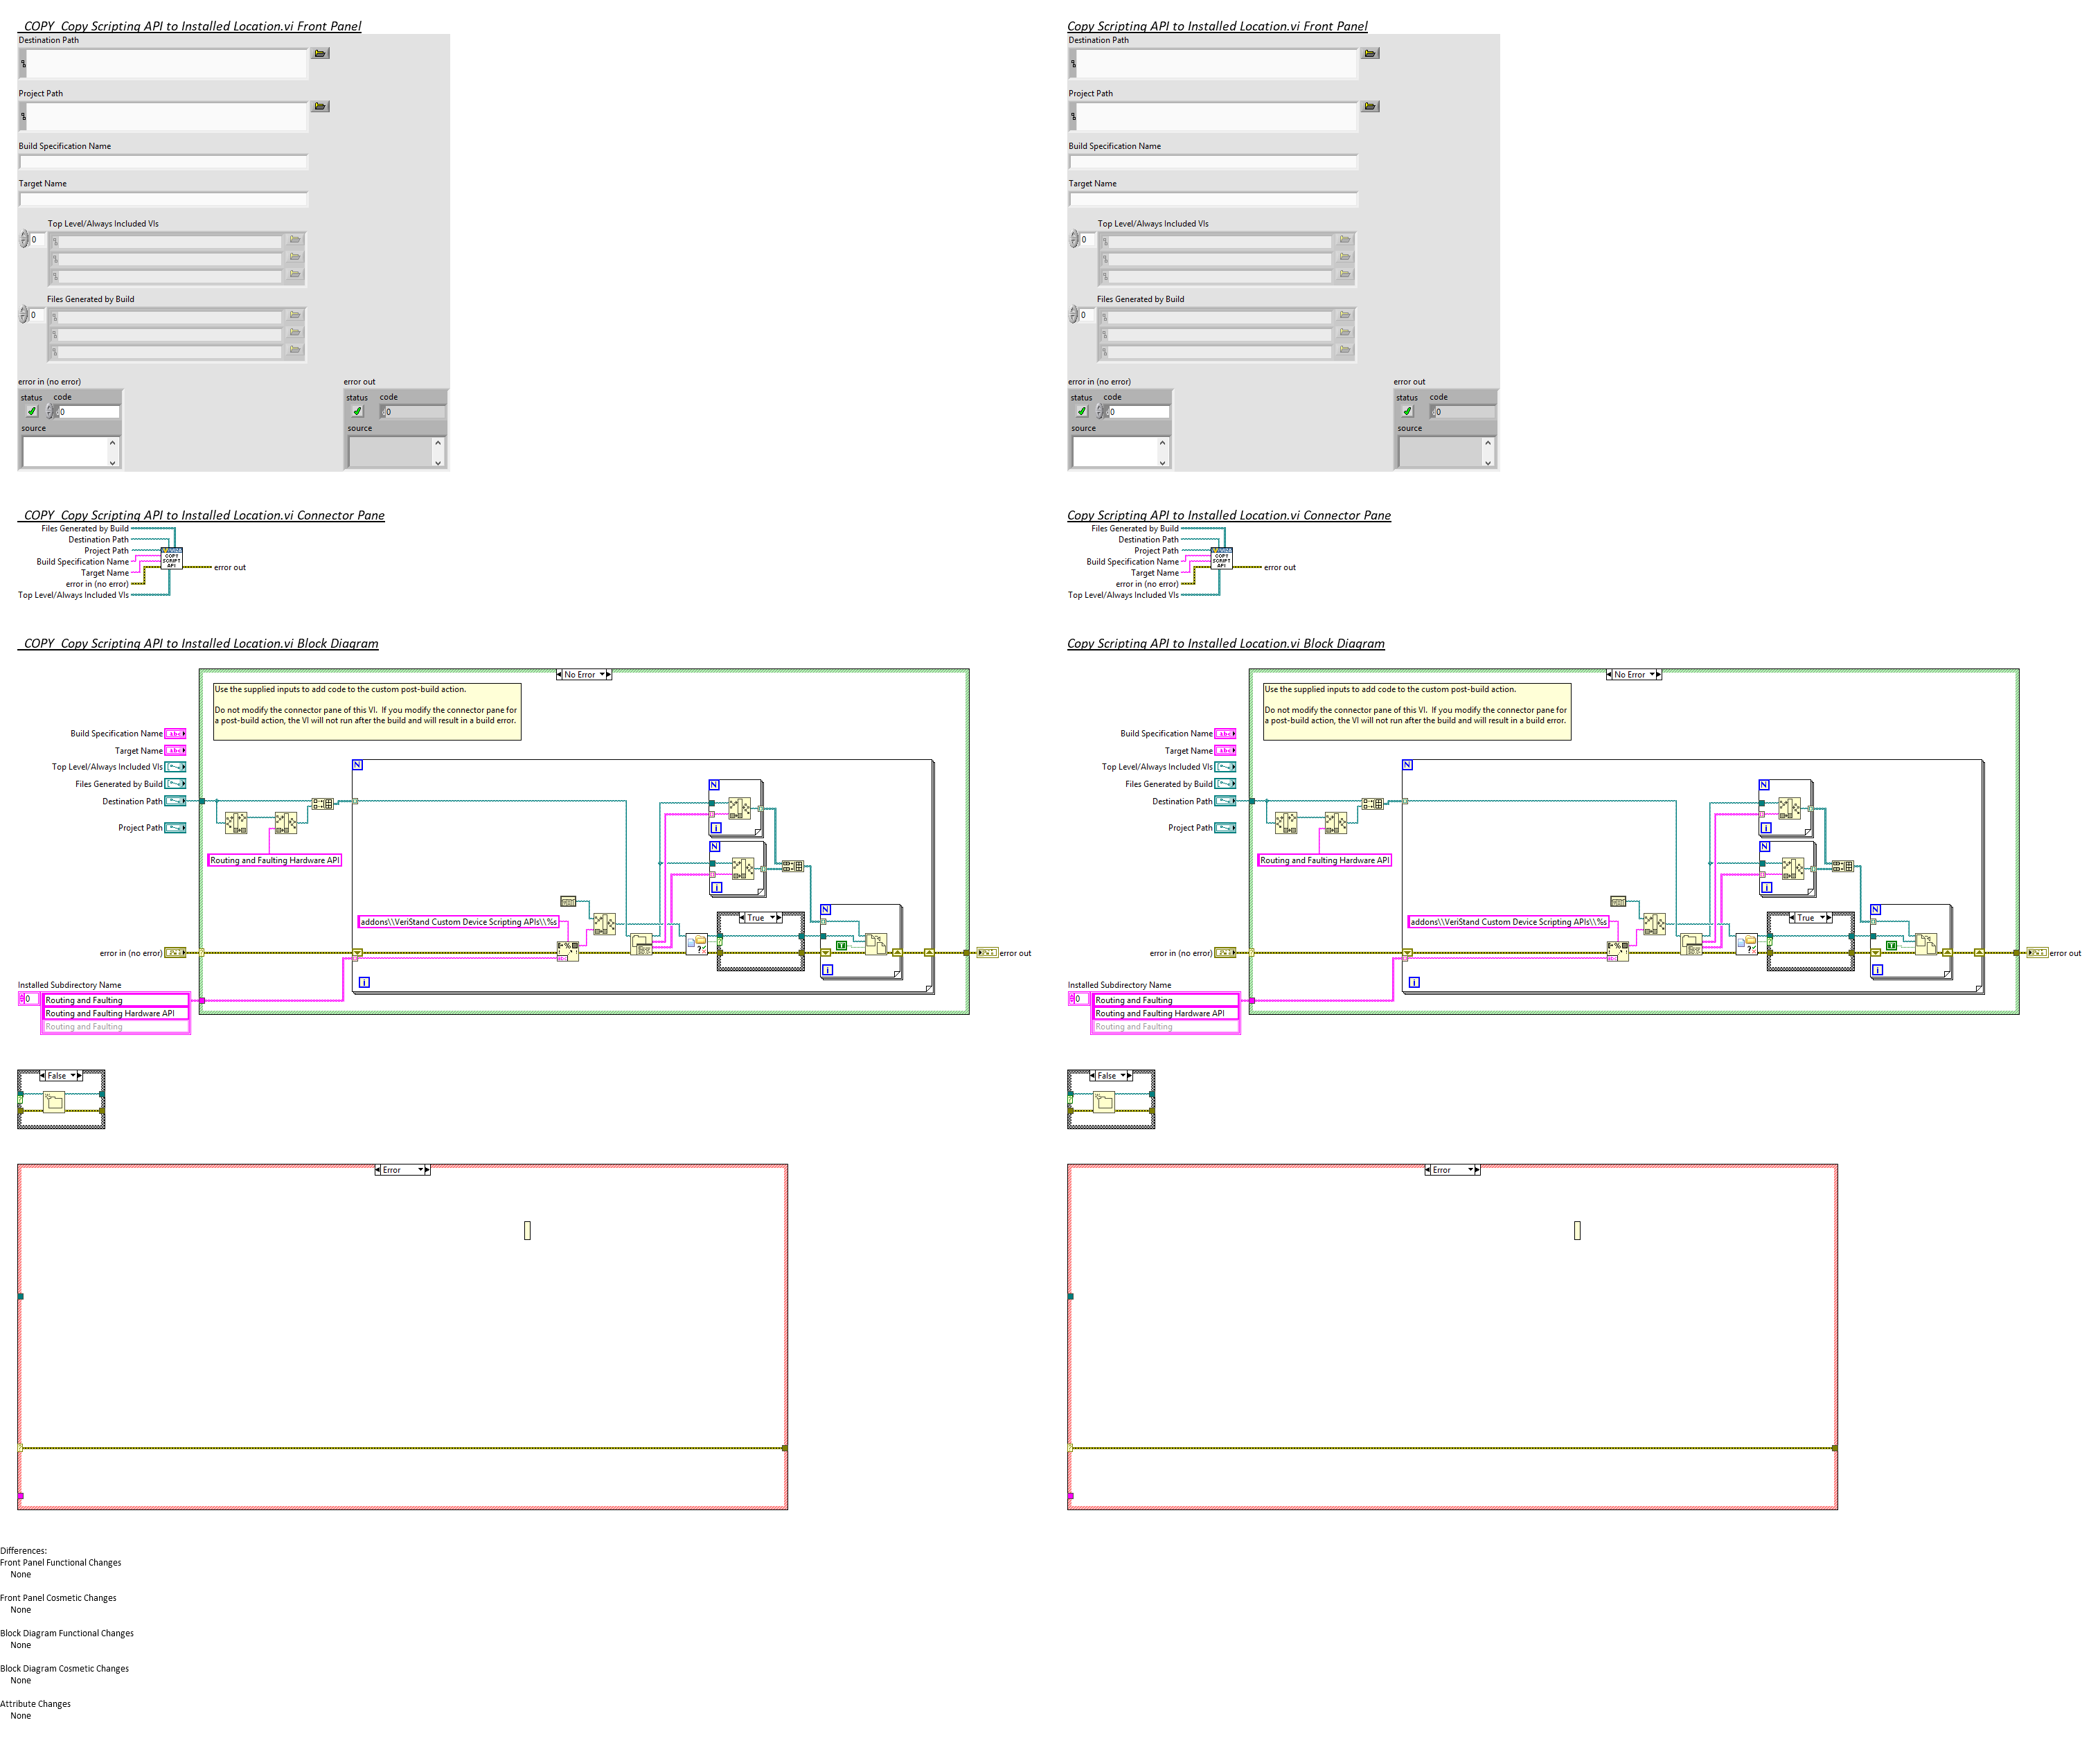 _COPY_Copy Scripting API to Installed Location.vi Front Panel
Destination Path
Project Path
Build Specification Name
Target Name
Top Level/Always Included VIs
0
Files Generated by Build
0
error in (no error)
error out
status code
0
source
status code
0
source
_COPY_Copy Scripting API to Installed Location.vi Connector Pane
Files Generated by Build
Destination Path
Project Path
Build Specification Name
Target Name
error in (no error)
Top Level/Always Included VIs
COPY
SCRIPT
API
error out
_COPY_Copy Scripting API to Installed Location.vi Block Diagram
No Error
Use the supplied inputs to add code to the custom post-build action.
Do not modify the connector pane of this VI. If you modify the connector pane for
a post-build action, the VI will not run after the build and will result in a build error.
Build Specification Name
abc
Target Name
abc
Top Level/Always Included VIs
Files Generated by Build
Destination Path
Project Path
N
N
i
Routing and Faulting Hardware API
N
i
addons\\VeriStand Custom Device Scripting APIs\\%s
True
N
T
i
error in (no error)
error out
i
Installed Subdirectory Name
0
Routing and Faulting
Routing and Faulting Hardware API
Routing and Faulting
False
Error
Copy Scripting API to Installed Location.vi Front Panel
Destination Path
Project Path
Build Specification Name
Target Name
Top Level/Always Included VIs
0
Files Generated by Build
0
error in (no error)
error out
status code
0
source
status code
0
source
Copy Scripting API to Installed Location.vi Connector Pane
Files Generated by Build
Destination Path
Project Path
Build Specification Name
Target Name
error in (no error)
Top Level/Always Included VIs
COPY
SCRIPT
API
error out
Copy Scripting API to Installed Location.vi Block Diagram
No Error
Use the supplied inputs to add code to the custom post-build action.
Do not modify the connector pane of this VI. If you modify the connector pane for
a post-build action, the VI will not run after the build and will result in a build error.
Build Specification Name
abc
Target Name
abc
Top Level/Always Included VIs
Files Generated by Build
Destination Path
Project Path
N
N
i
Routing and Faulting Hardware API
N
i
addons\\VeriStand Custom Device Scripting APIs\\%s
True
N
T
i
error in (no error)
error out
i
Installed Subdirectory Name
0
Routing and Faulting
Routing and Faulting Hardware API
Routing and Faulting
False
Error
Differences:
Front Panel Functional Changes
None
Front Panel Cosmetic Changes
None
Block Diagram Functional Changes
None
Block Diagram Cosmetic Changes
None
Attribute Changes
None